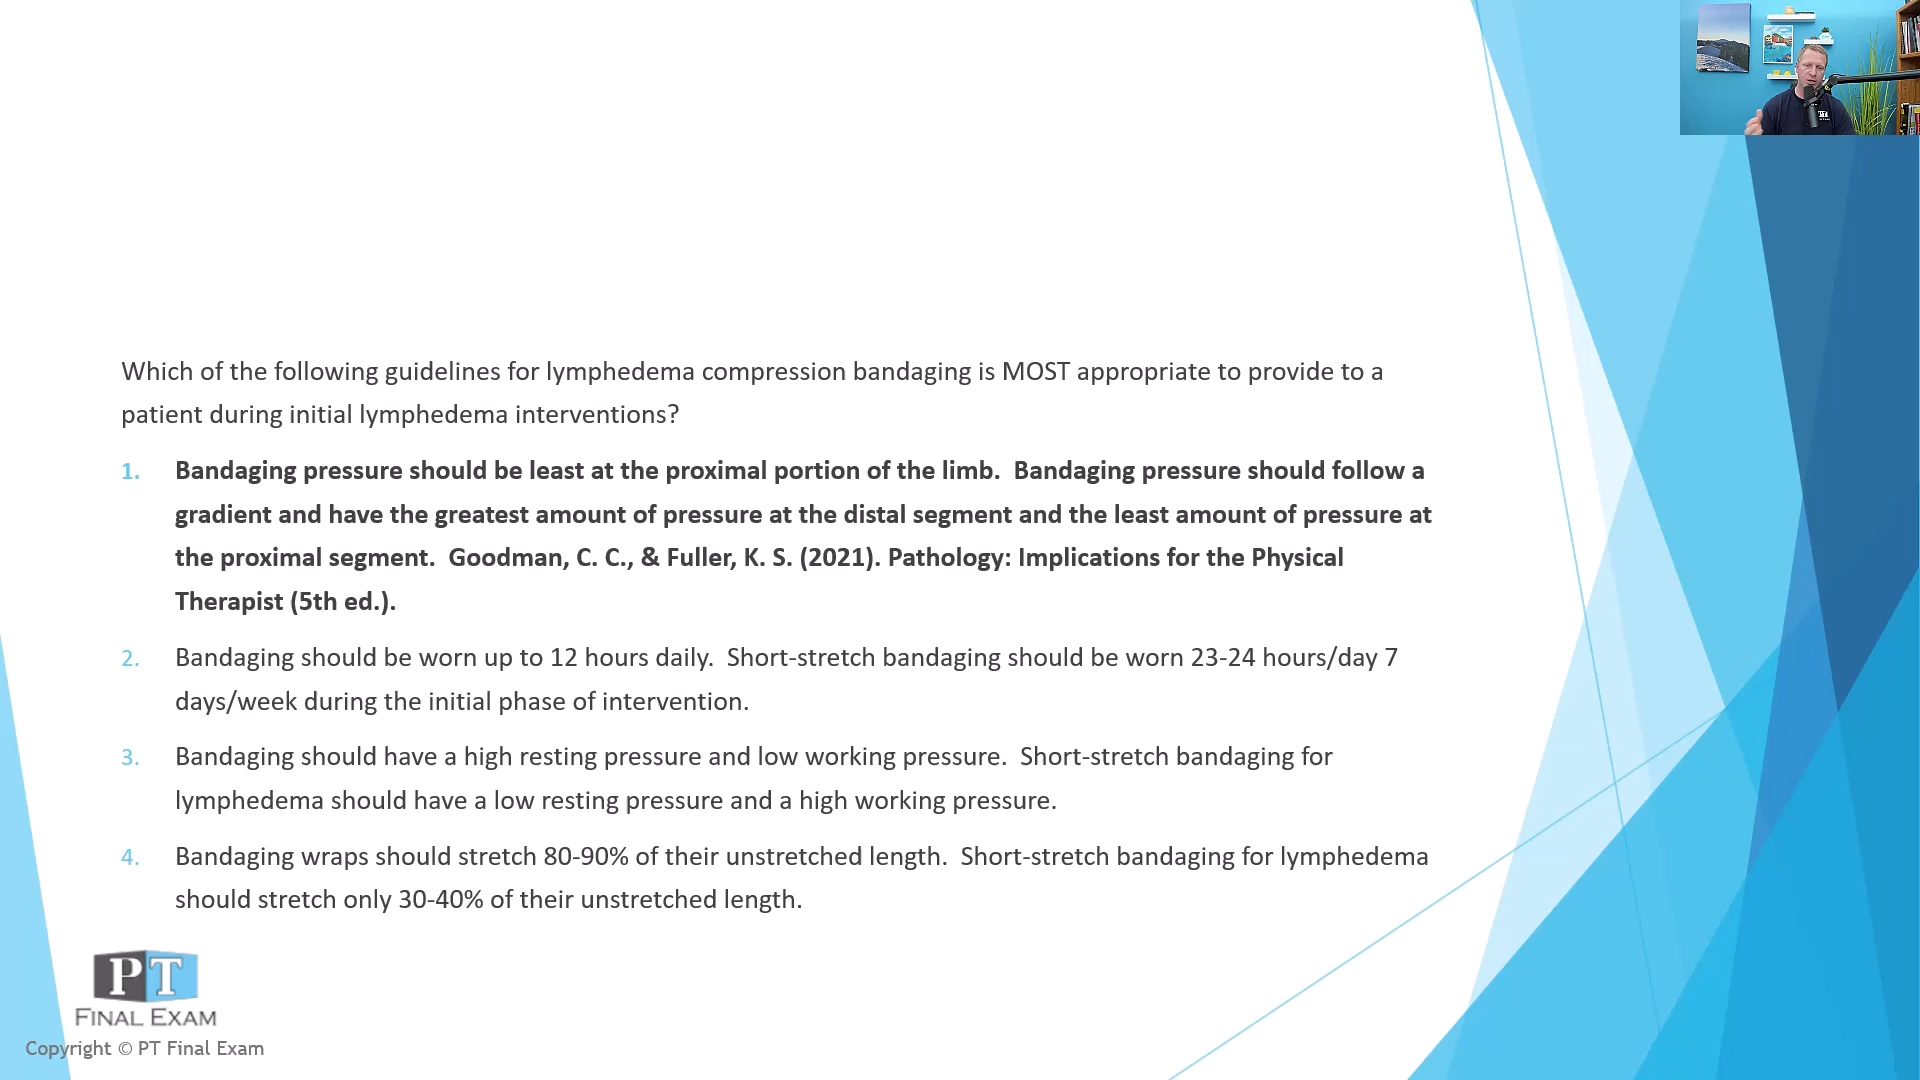 Which of the following guidelines for lymphedema compression bandaging is MOST appropriate to provide to a
patient during initial lymphedema interventions?
1. Bandaging pressure should be least at the proximal portion of the limb.  Bandaging pressure should follow a
gradient and have the greatest amount of pressure at the distal segment and the least amount of pressure at
the proximal segment.  Goodman, C. C., & Fuller, K. S. (2021). Pathology: Implications for the Physical
Therapist (5th ed.).
2. Bandaging should be worn up to 12 hours daily.  Short-stretch bandaging should be worn 23-24 hours/day 7
days/week during the initial phase of intervention.
3. Bandaging should have a high resting pressure and low working pressure.  Short-stretch bandaging for
lymphedema should have a low resting pressure and a high working pressure.
4. Bandaging wraps should stretch 80-90% of their unstretched length.  Short-stretch bandaging for lymphedema
should stretch only 30-40% of their unstretched length.
PT
FINAL EXAM
Copyright © PT Final Exam